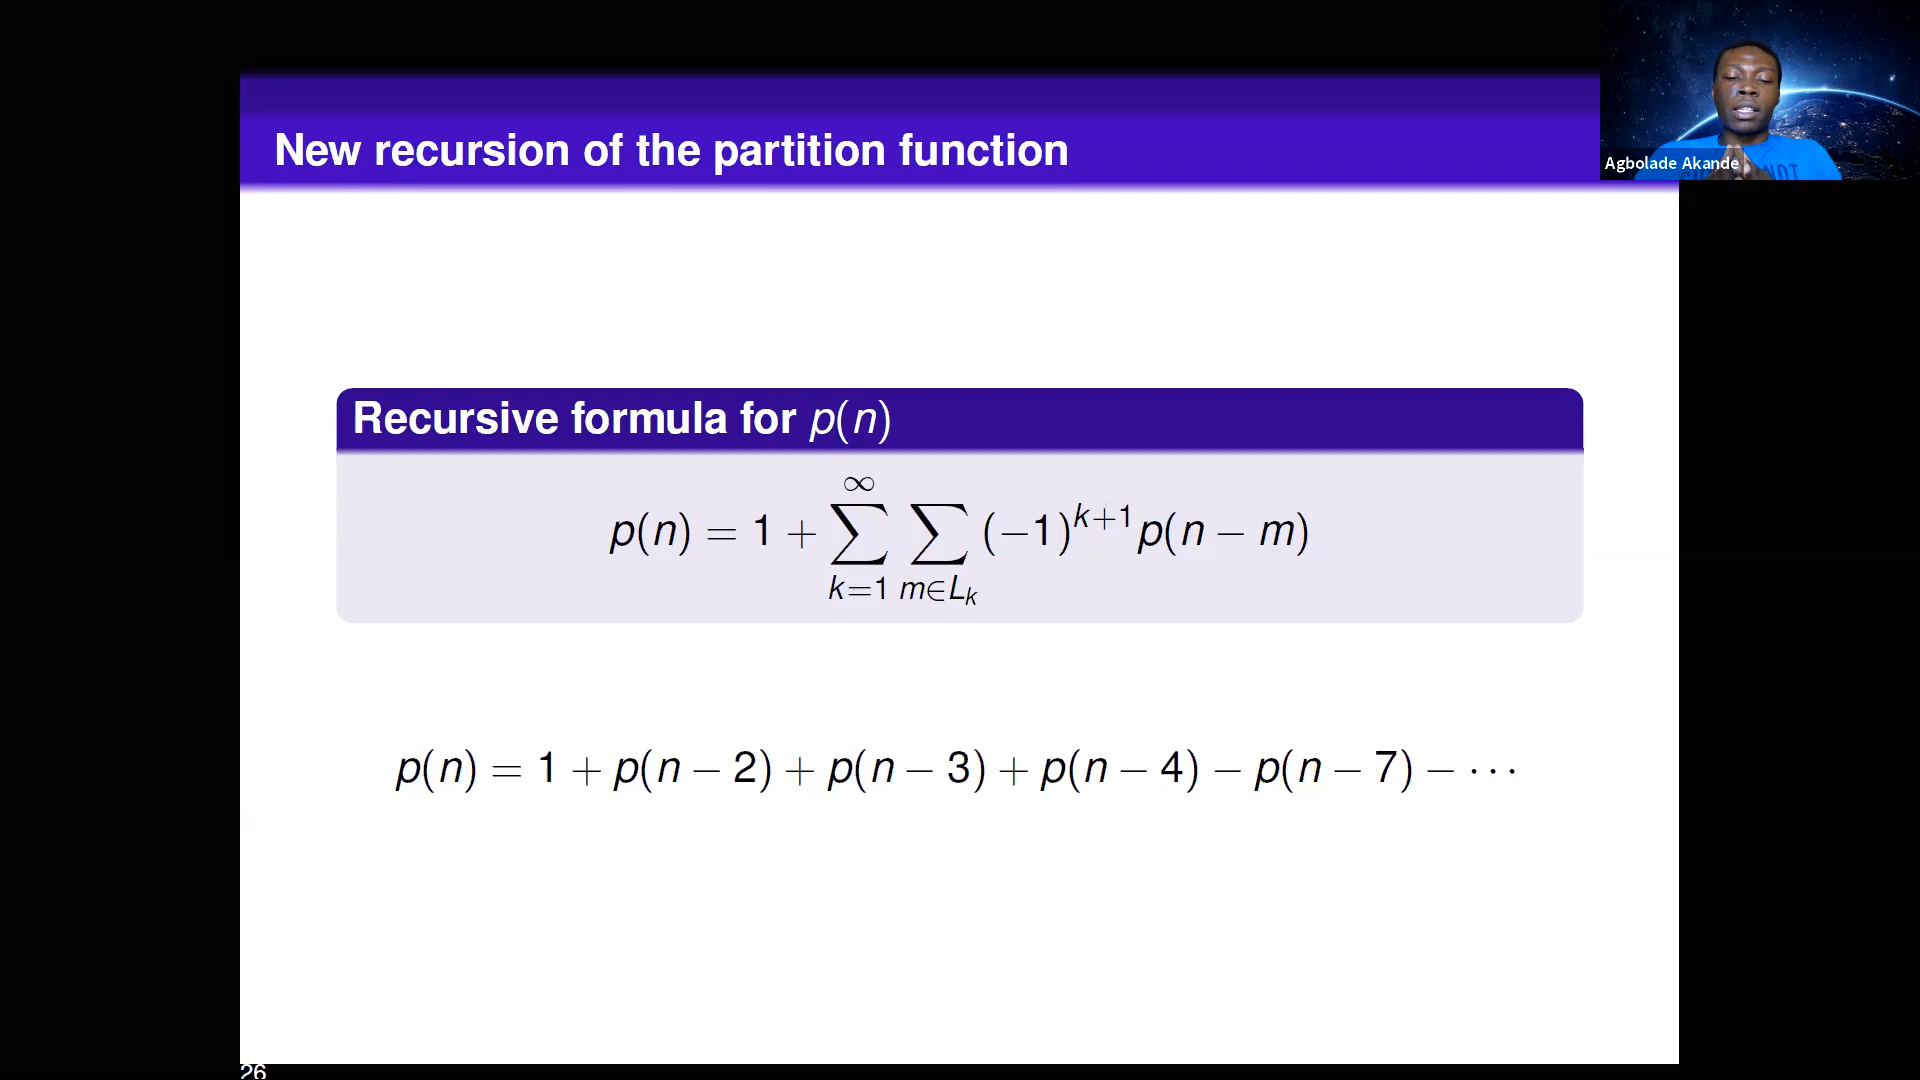 New recursion of the partition function
Agbolade Akande
Recursive formula for p(n)
p(n) = 1 + ∑_{k=1}^{∞} ∑_{m∈L_k} (−1)^{k+1} p(n − m)
p(n) = 1 + p(n − 2) + p(n − 3) + p(n − 4) − p(n − 7) − ⋯
26